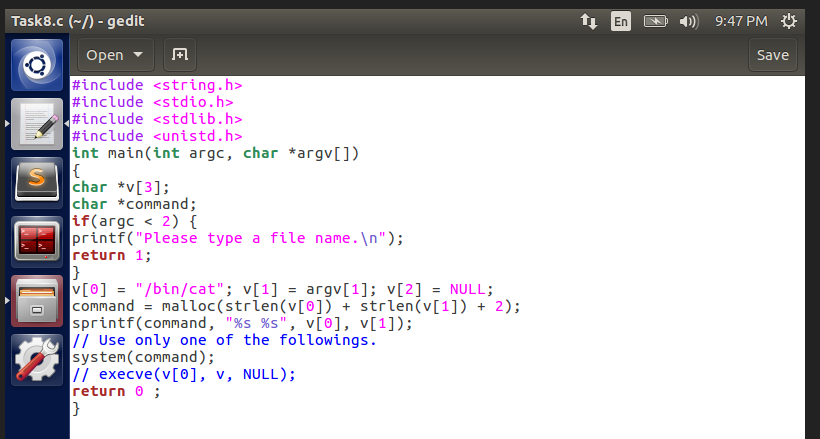 Task8.c (~/) - gedit
En
9:47 PM
Open
Save
#include <string.h>
#include <stdio.h>
#include <stdlib.h>
#include <unistd.h>
int main(int argc, char *argv[])
{
char *v[3];
char *command;
if(argc < 2) {
printf("Please type a file name.\n");
return 1;
}
v[0] = "/bin/cat"; v[1] = argv[1]; v[2] = NULL;
command = malloc(strlen(v[0]) + strlen(v[1]) + 2);
sprintf(command, "%s %s", v[0], v[1]);
// Use only one of the followings.
system(command);
// execve(v[0], v, NULL);
return 0 ;
}